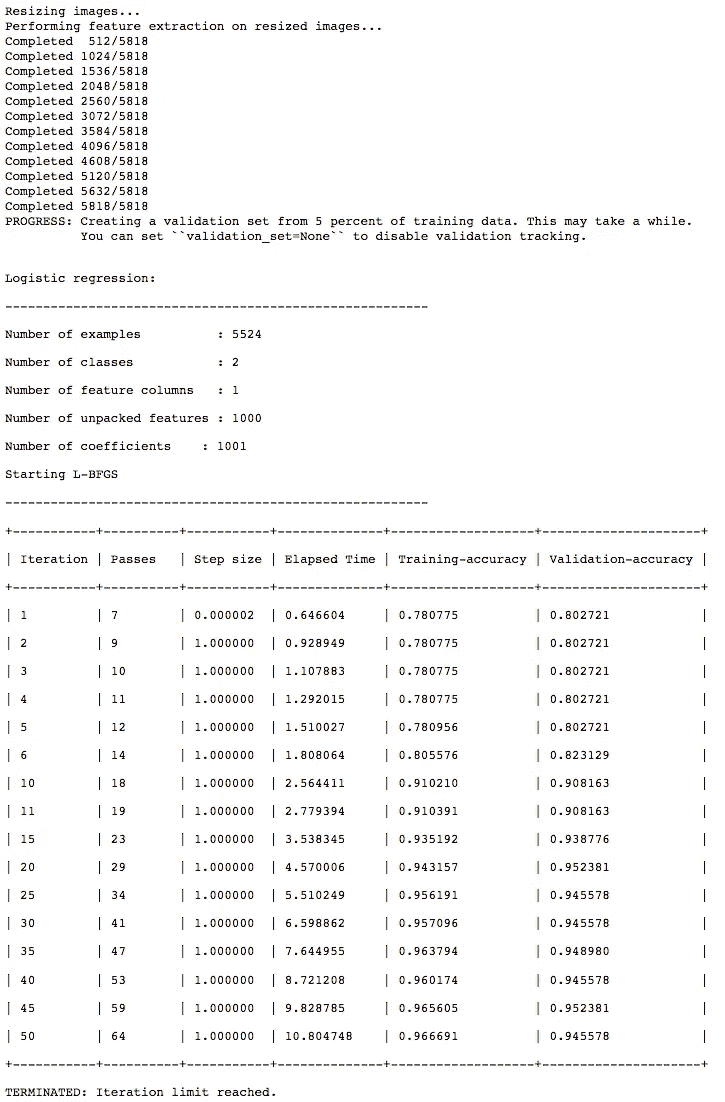 Resizing images...
Performing feature extraction on resized images...
Completed  512/5818
Completed 1024/5818
Completed 1536/5818
Completed 2048/5818
Completed 2560/5818
Completed 3072/5818
Completed 3584/5818
Completed 4096/5818
Completed 4608/5818
Completed 5120/5818
Completed 5632/5818
Completed 5818/5818
PROGRESS: Creating a validation set from 5 percent of training data. This may take a while.
          You can set ``validation_set=None`` to disable validation tracking.
Logistic regression:
--------------------------------------------------------
Number of examples          : 5524
Number of classes           : 2
Number of feature columns   : 1
Number of unpacked features : 1000
Number of coefficients    : 1001
Starting L-BFGS
--------------------------------------------------------
+-----------+----------+-----------+--------------+-------------------+---------------------+
| Iteration | Passes   | Step size | Elapsed Time | Training-accuracy | Validation-accuracy |
+-----------+----------+-----------+--------------+-------------------+---------------------+
| 1         | 7        | 0.000002  | 0.646604     | 0.780775          | 0.802721            |
| 2         | 9        | 1.000000  | 0.928949     | 0.780775          | 0.802721            |
| 3         | 10       | 1.000000  | 1.107883     | 0.780775          | 0.802721            |
| 4         | 11       | 1.000000  | 1.292015     | 0.780775          | 0.802721            |
| 5         | 12       | 1.000000  | 1.510027     | 0.780956          | 0.802721            |
| 6         | 14       | 1.000000  | 1.808064     | 0.805576          | 0.823129            |
| 10        | 18       | 1.000000  | 2.564411     | 0.910210          | 0.908163            |
| 11        | 19       | 1.000000  | 2.779394     | 0.910391          | 0.908163            |
| 15        | 23       | 1.000000  | 3.538345     | 0.935192          | 0.938776            |
| 20        | 29       | 1.000000  | 4.570006     | 0.943157          | 0.952381            |
| 25        | 34       | 1.000000  | 5.510249     | 0.956191          | 0.945578            |
| 30        | 41       | 1.000000  | 6.598862     | 0.957096          | 0.945578            |
| 35        | 47       | 1.000000  | 7.644955     | 0.963794          | 0.948980            |
| 40        | 53       | 1.000000  | 8.721208     | 0.960174          | 0.945578            |
| 45        | 59       | 1.000000  | 9.828785     | 0.965605          | 0.952381            |
| 50        | 64       | 1.000000  | 10.804748    | 0.966691          | 0.945578            |
+-----------+----------+-----------+--------------+-------------------+---------------------+
TERMINATED: Iteration limit reached.